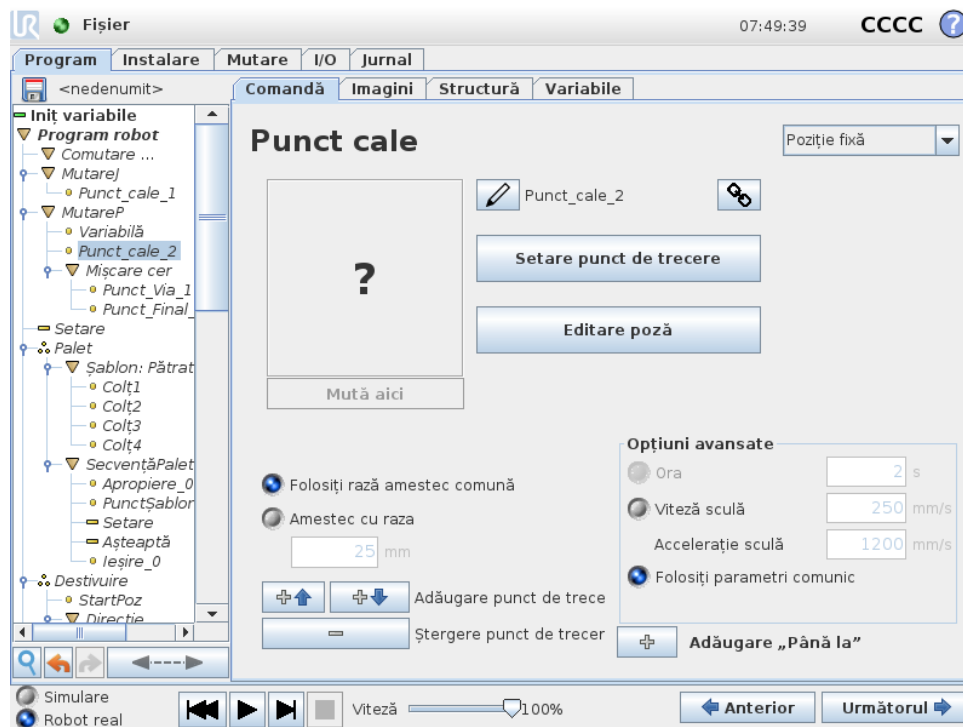 UR Fișier 07:49:39 CCCC ?
Program Instalare Mutare I/O Jurnal
<nedenumit>
Comandă Imagini Structură Variabile
Iniț variabile
Program robot
Comutare ...
MutareJ
Punct_cale_1
MutareP
Variabilă
Punct_cale_2
Mișcare cer
Punct_Via_1
Punct_Final_
Setare
Palet
Șablon: Pătrat
Colț1
Colț2
Colț3
Colț4
SecvențăPalet
Apropiere_0
PunctȘablor
Setare
Așteaptă
Ieșire_0
Destivuire
StartPoz
Direcție
Punct cale
Poziție fixă
Punct_cale_2
?
Setare punct de trecere
Editare poză
Mută aici
Folosiți rază amestec comună
Amestec cu raza
25 mm
Adăugare punct de trece
Ștergere punct de trecer
Opțiuni avansate
Ora 2 s
Viteză sculă 250 mm/s
Accelerație sculă 1200 mm/s
Folosiți parametri comunic
Adăugare „Până la”
Simulare
Robot real
Viteză 100%
Anterior Următorul